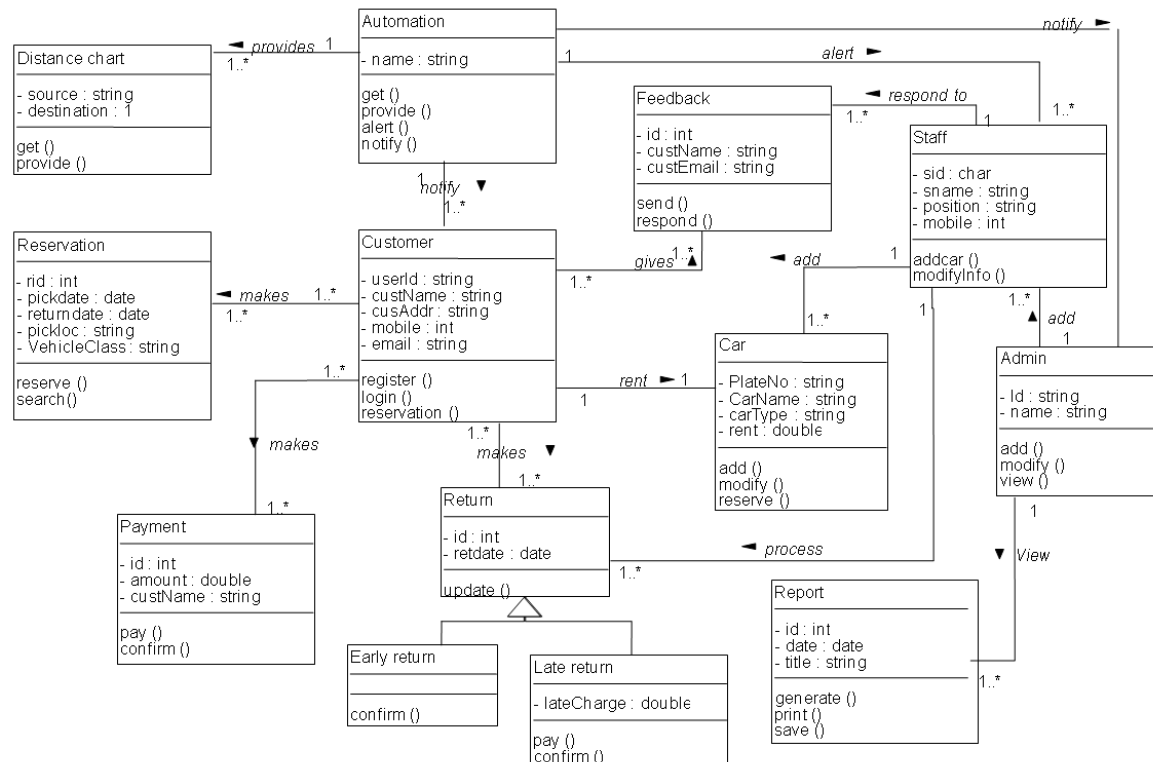 Automation
- name : string
get ()
provide ()
alert ()
notify ()
provides
1
1..*
Distance chart
- source : string
- destination : 1
get ()
provide ()
notify
1
alert
1..*
Feedback
- id : int
- custName : string
- custEmail : string
send ()
respond ()
respond to
1..*
1
Staff
- sid : char
- sname : string
- position : string
- mobile : int
addcar ()
modifyInfo ()
1
notify
1..*
Reservation
- rid : int
- pickdate : date
- returndate : date
- pickloc : string
- VehicleClass : string
reserve ()
search()
makes
1..*
1..*
Customer
- userId : string
- custName : string
- cusAddr : string
- mobile : int
- email : string
register ()
login ()
reservation ()
gives
1..*
1..*
add
1
1..*
1
1..*
add
1
Car
- PlateNo : string
- CarName : string
- carType : string
- rent : double
add ()
modify ()
reserve ()
rent
1
1
Admin
- Id : string
- name : string
add ()
modify ()
view ()
1..*
makes
1..*
1..*
makes
1..*
Payment
- id : int
- amount : double
- custName : string
pay ()
confirm ()
Return
- id : int
- retdate : date
update ()
process
1..*
1
View
1..*
Report
- id : int
- date : date
- title : string
generate ()
print ()
save ()
Early return
confirm ()
Late return
- lateCharge : double
pay ()
confirm ()